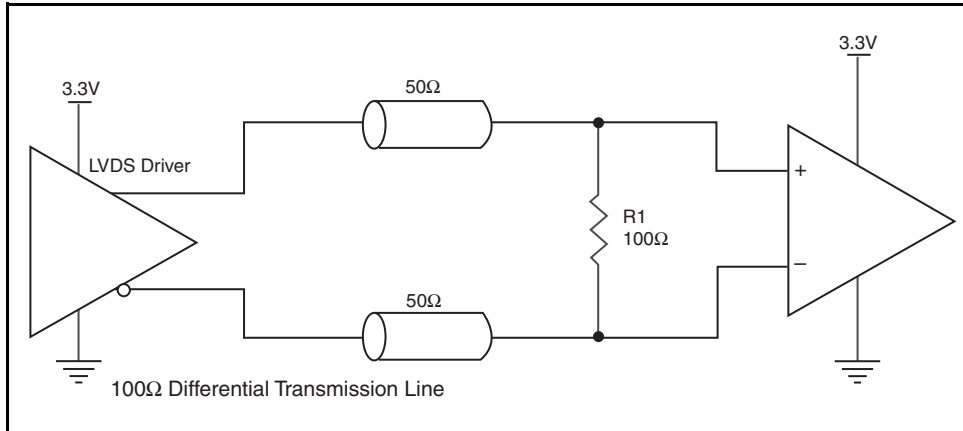 3.3V
3.3V
50Ω
LVDS Driver
+
R1
100Ω
–
50Ω
100Ω Differential Transmission Line